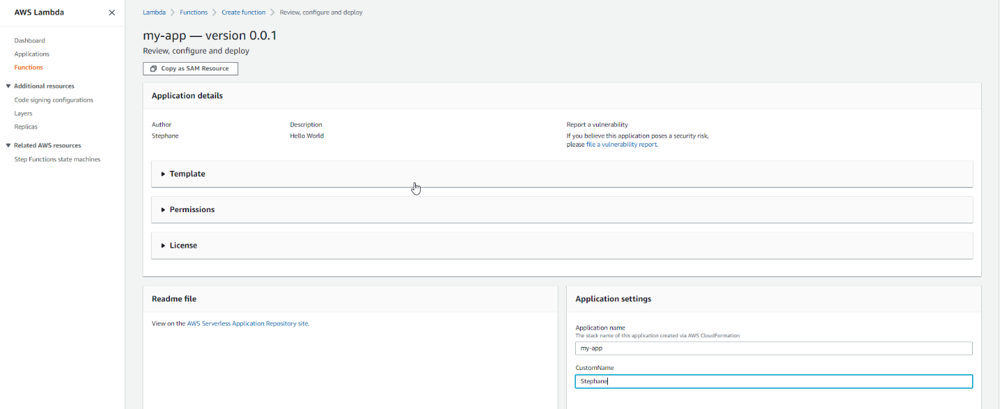 AWS Lambda
Dashboard
Applications
Functions
Additional resources
Code signing configurations
Layers
Replicas
Related AWS resources
Step Functions state machines
Lambda > Functions > Create function > Review, configure and deploy
my-app — version 0.0.1
Review, configure and deploy
Copy as SAM Resource
Application details
Author
Stephane
Description
Hello World
Report a vulnerability
If you believe this application poses a security risk,
please file a vulnerability report.
Template
Permissions
License
Readme file
View on the AWS Serverless Application Repository site.
Application settings
Application name
The stack name of this application created via AWS CloudFormation
my-app
CustomName
Stephane